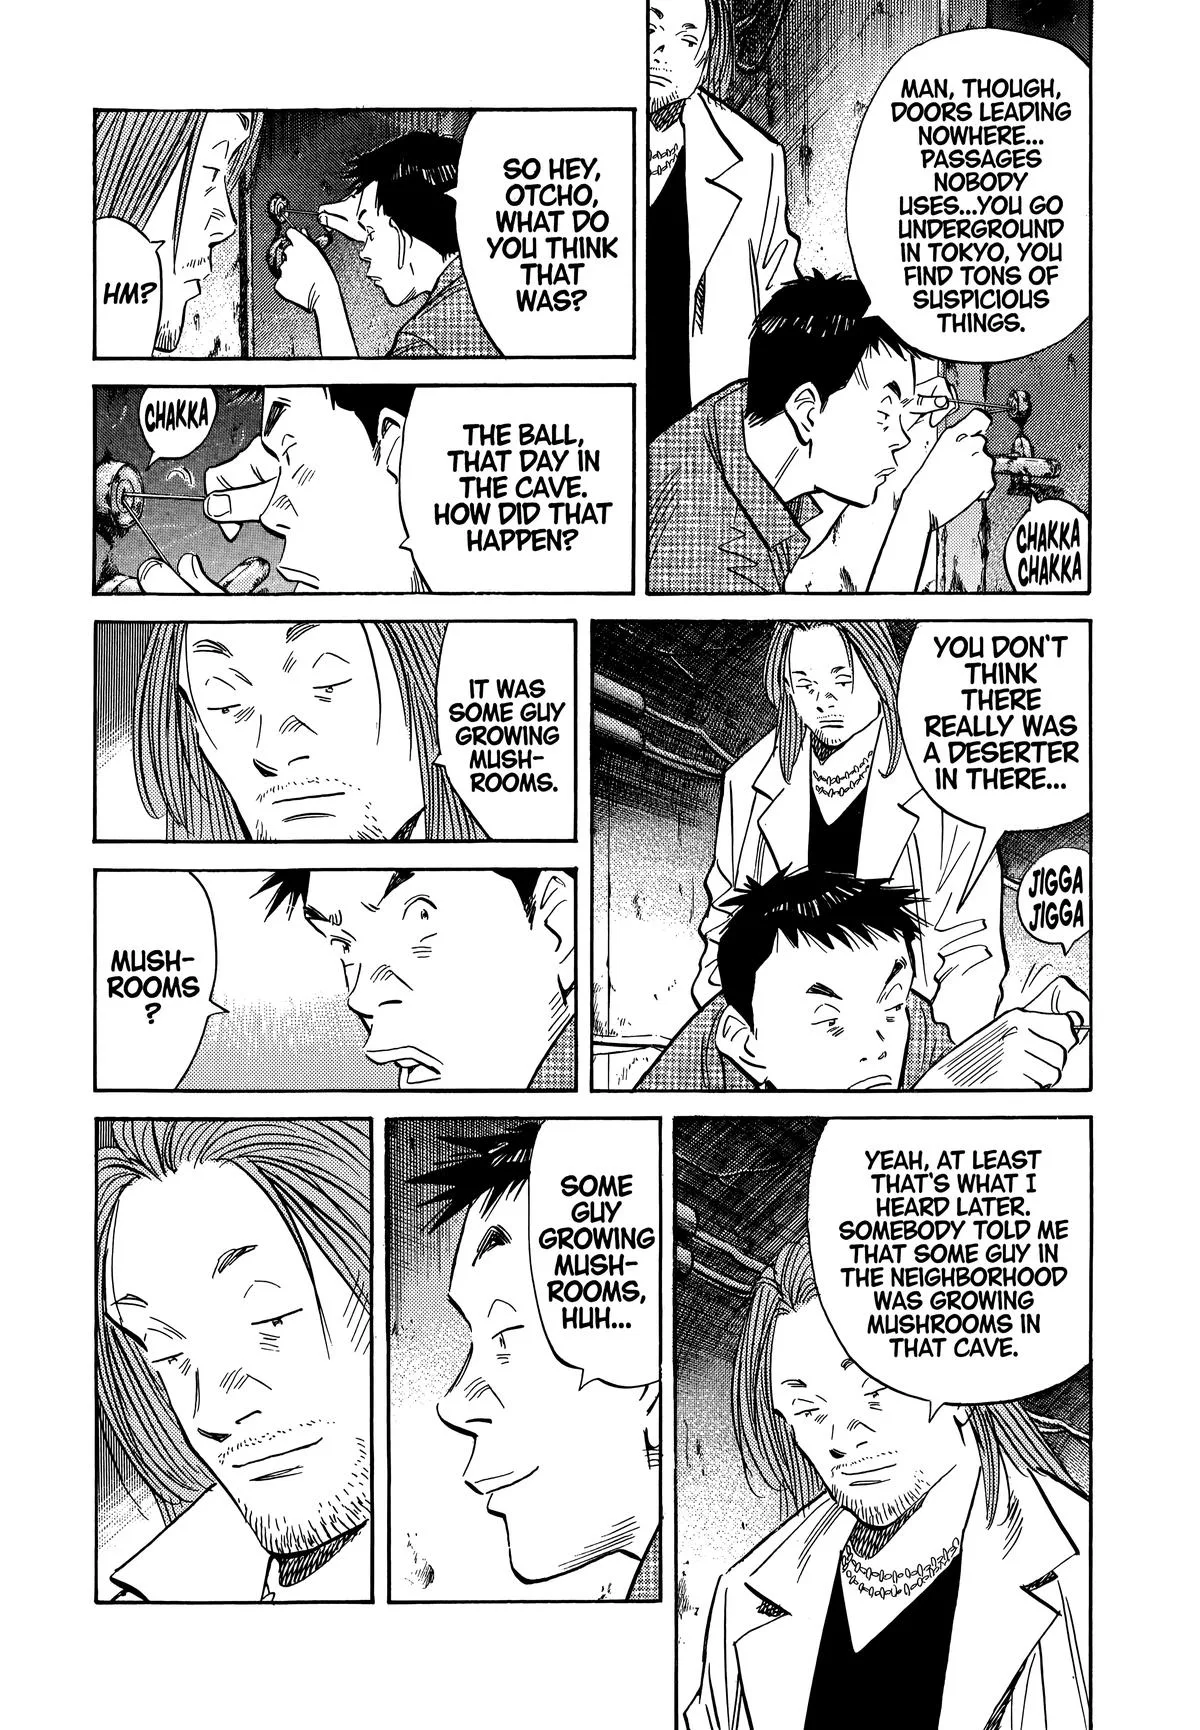 MAN, THOUGH,
DOORS LEADING
NOWHERE...
PASSAGES
NOBODY
USES...YOU GO
UNDERGROUND
IN TOKYO, YOU
FIND TONS OF
SUSPICIOUS
THINGS.
CHAKKA
CHAKKA
SO HEY,
OTCHO,
WHAT DO
YOU THINK
THAT
WAS?
HM?
THE BALL,
THAT DAY IN
THE CAVE.
HOW DID THAT
HAPPEN?
CHAKKA
YOU DON'T
THINK
THERE
REALLY WAS
A DESERTER
IN THERE...
JIGGA
JIGGA
IT WAS
SOME GUY
GROWING
MUSH-
ROOMS.
MUSH-
ROOMS
?
YEAH, AT LEAST
THAT'S WHAT I
HEARD LATER.
SOMEBODY TOLD ME
THAT SOME GUY IN
THE NEIGHBORHOOD
WAS GROWING
MUSHROOMS IN
THAT CAVE.
SOME
GUY
GROWING
MUSH-
ROOMS,
HUH...